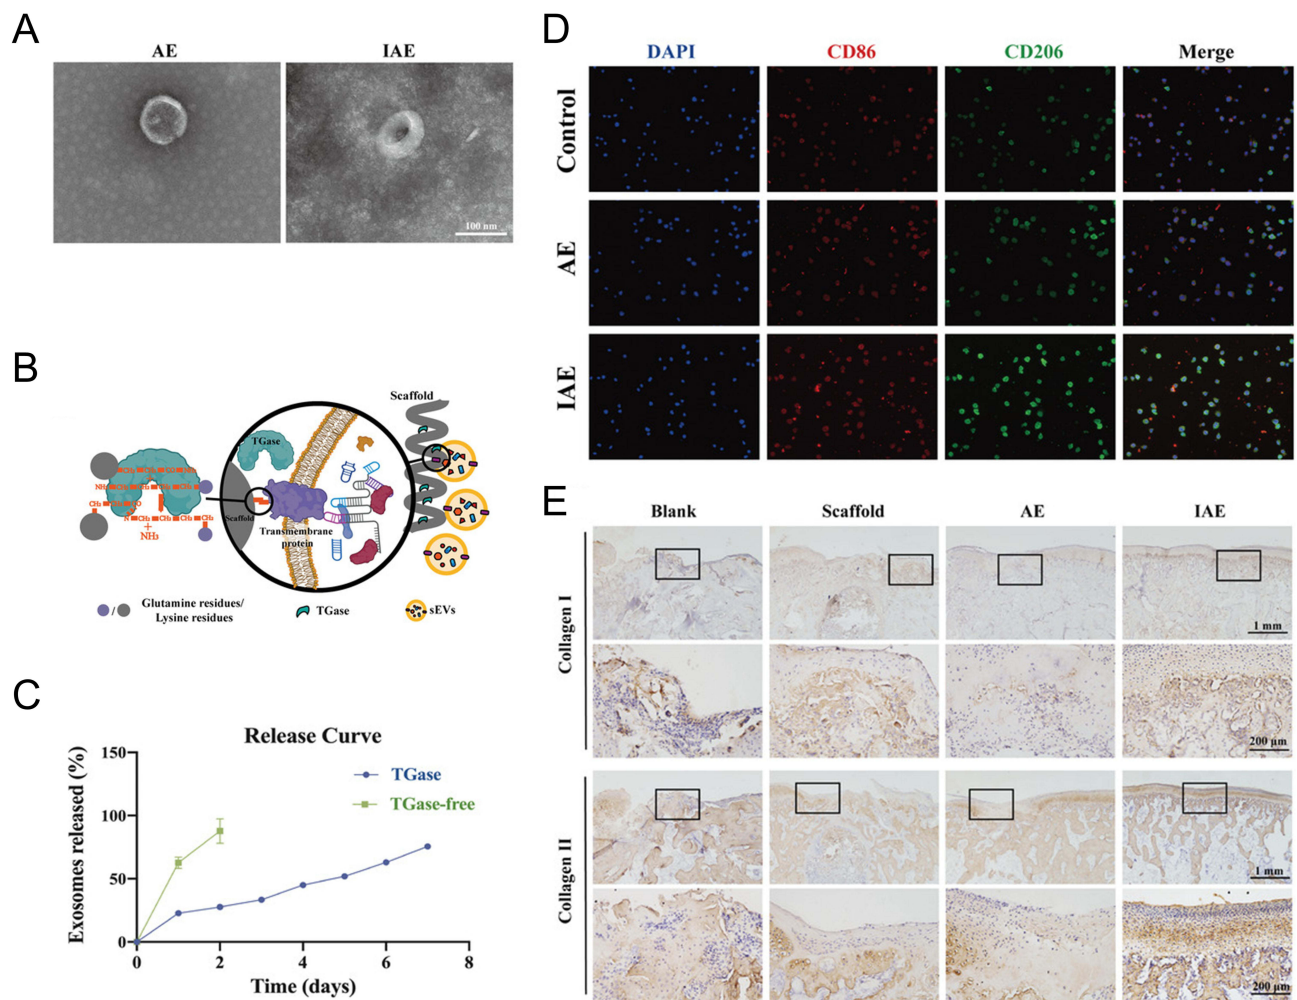 A
AE
IAE
100 nm
B
Scaffold
TGase
Scaffold
Transmembrane
protein
NH3
Glutamine residues/
Lysine residues
TGase
sEVs
C
Release Curve
Exosomes released (%)
150
100
50
0
TGase
TGase-free
0
2
4
6
8
Time (days)
D
DAPI
CD86
CD206
Merge
Control
AE
IAE
E
Blank
Scaffold
AE
IAE
Collagen I
1 mm
200 μm
Collagen II
1 mm
200 μm